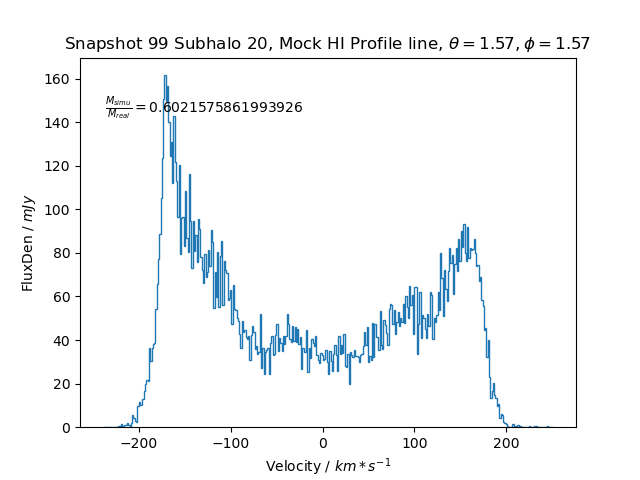 Snapshot 99 Subhalo 20, Mock HI Profile line, θ = 1.57, ϕ = 1.57
160
140
120
100
80
60
40
20
0
FluxDen / mJy
M_simu/M_real = 0.6021575861993926
−200 −100 0 100 200
Velocity / km * s⁻¹